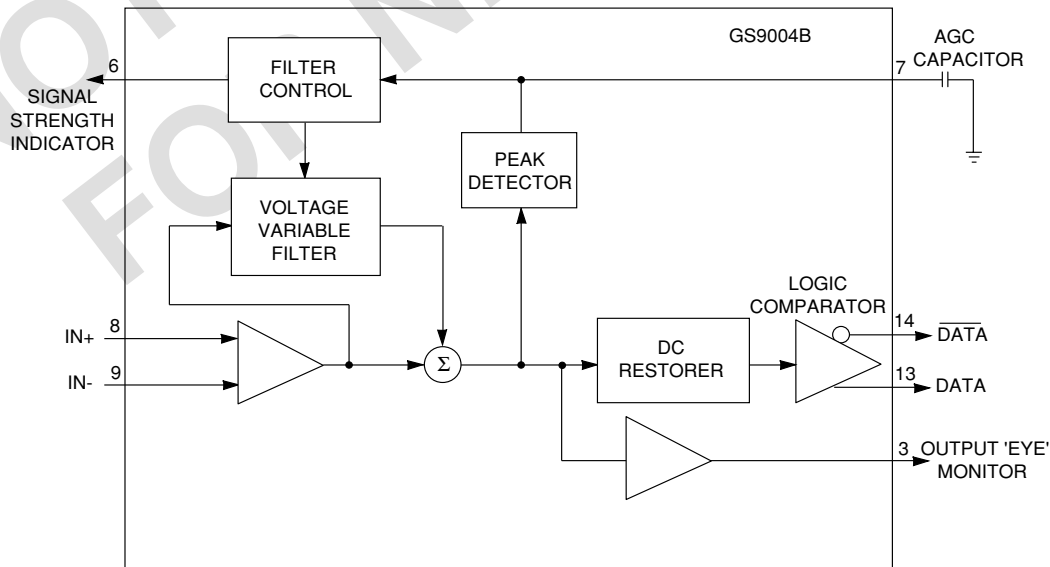 GS9004B
AGC
CAPACITOR
6
FILTER
CONTROL
7
SIGNAL
STRENGTH
INDICATOR
PEAK
DETECTOR
VOLTAGE
VARIABLE
FILTER
LOGIC
COMPARATOR
IN+
8
14
DATA
Σ
DC
RESTORER
IN-
9
13
DATA
3
OUTPUT 'EYE'
MONITOR
FOR N